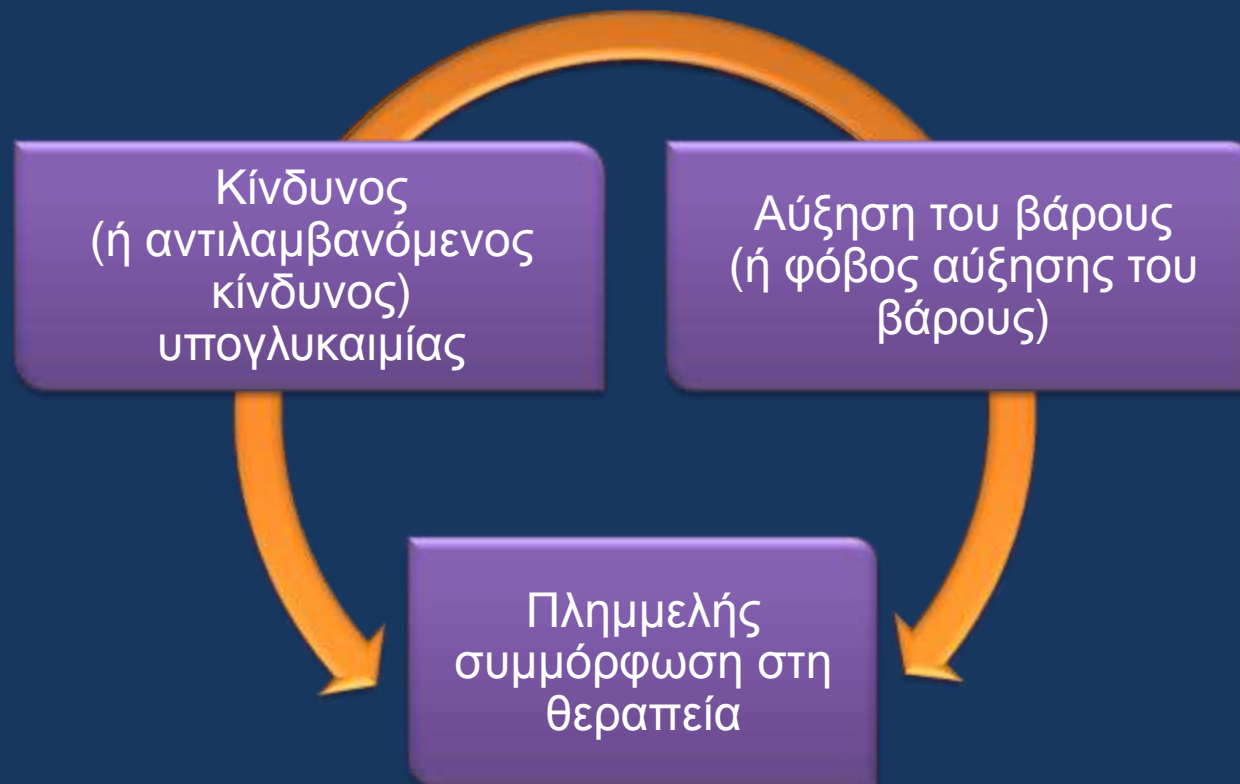 Κίνδυνος
(ή αντιλαμβανόμενος
κίνδυνος)
υπογλυκαιμίας
Αύξηση του βάρους
(ή φόβος αύξησης του
βάρους)
Πλημμελής
συμμόρφωση στη
θεραπεία